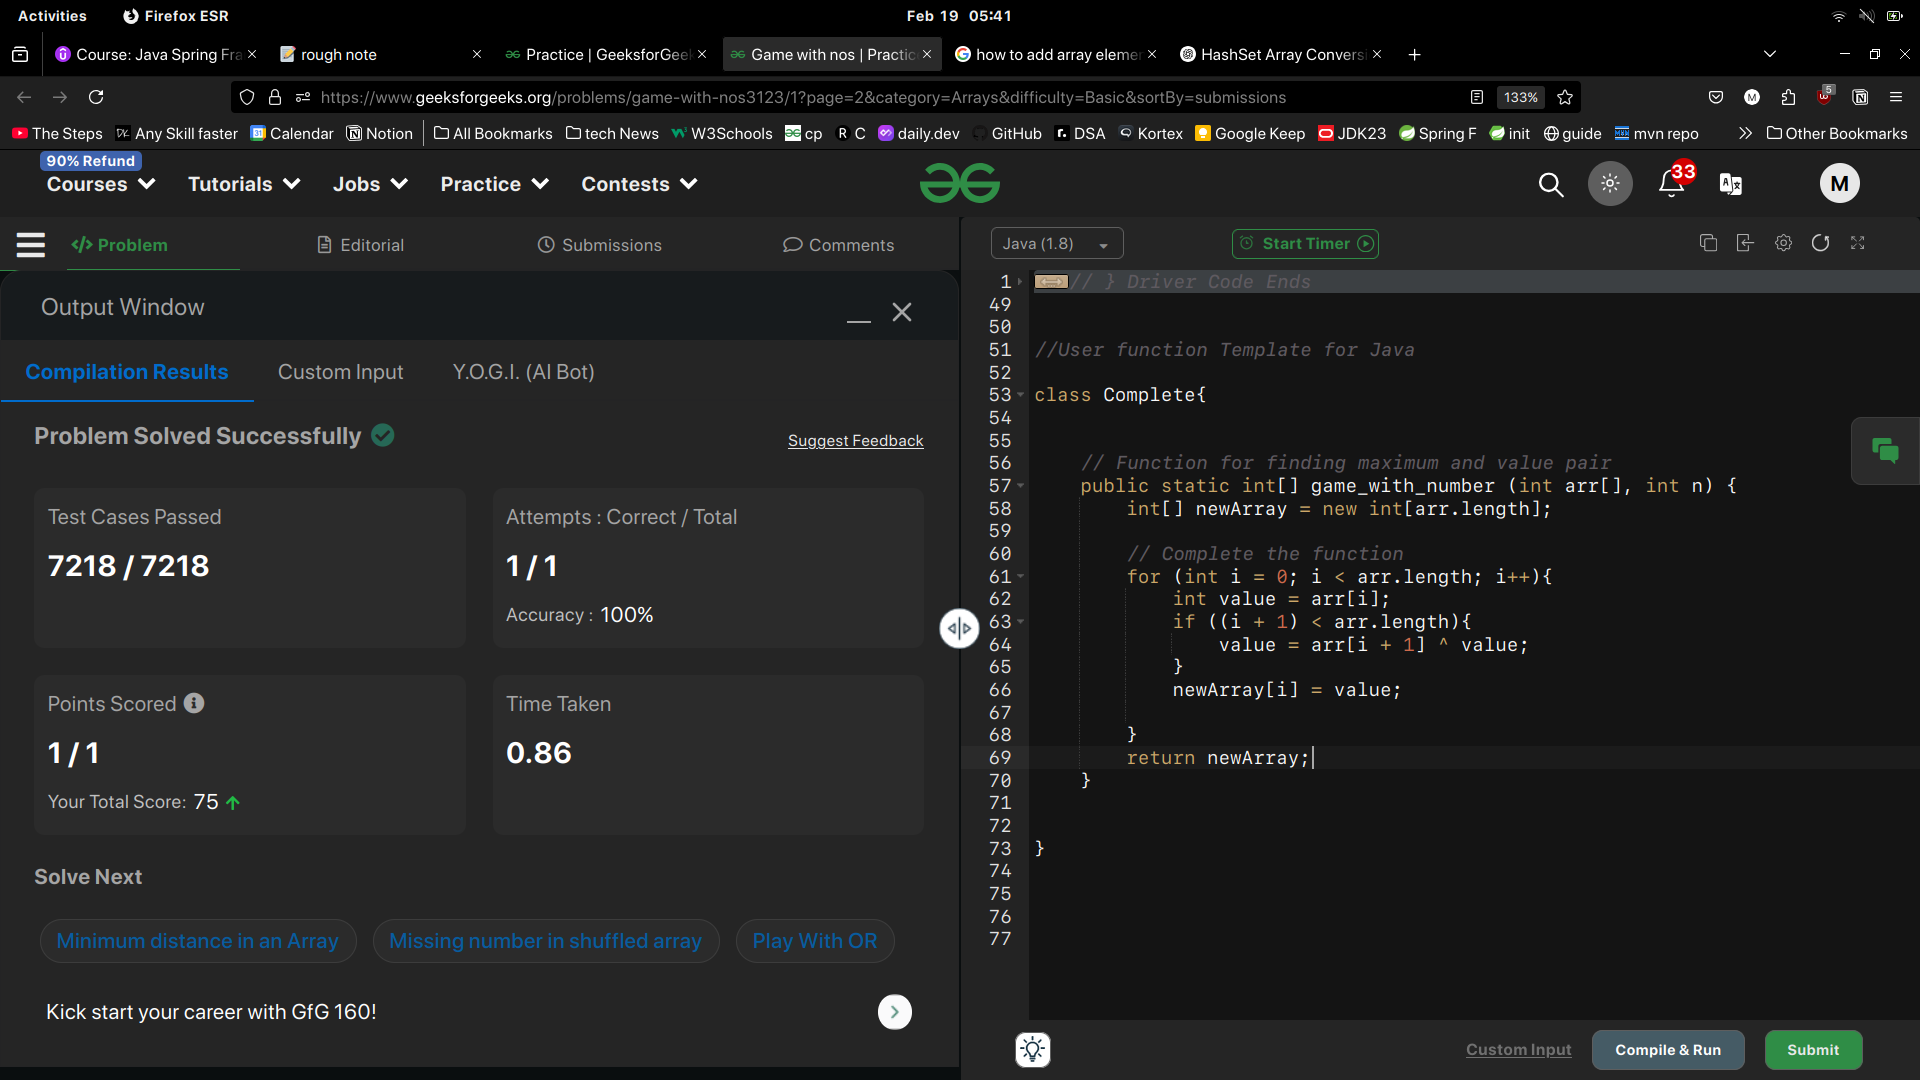 Activities
Firefox ESR
Feb 19 05:41
Course: Java Spring Fra
rough note
Practice | GeeksforGeek
Game with nos | Practic
how to add array elemer
HashSet Array Conversi
https://www.geeksforgeeks.org/problems/game-with-nos3123/1?page=2&category=Arrays&difficulty=Basic&sortBy=submissions
133%
M
5
The Steps
Any Skill faster
Calendar
Notion
All Bookmarks
tech News
W3Schools
cp
C
daily.dev
GitHub
DSA
Kortex
Google Keep
JDK23
Spring F
init
guide
mvn repo
Other Bookmarks
90% Refund
Courses
Tutorials
Jobs
Practice
Contests
33
M
Problem
Editorial
Submissions
Comments
Output Window
Compilation Results
Custom Input
Y.O.G.I. (AI Bot)
Problem Solved Successfully
Suggest Feedback
Test Cases Passed
7218 / 7218
Attempts : Correct / Total
1 / 1
Accuracy : 100%
Points Scored
1 / 1
Your Total Score: 75
Time Taken
0.86
Solve Next
Minimum distance in an Array
Missing number in shuffled array
Play With OR
Kick start your career with GfG 160!
Java (1.8)
Start Timer
1 // } Driver Code Ends
49
50
51 //User function Template for Java
52
53 class Complete{
54
55
56 // Function for finding maximum and value pair
57 public static int[] game_with_number (int arr[], int n) {
58 int[] newArray = new int[arr.length];
59
60 // Complete the function
61 for (int i = 0; i < arr.length; i++){
62 int value = arr[i];
63 if ((i + 1) < arr.length){
64 value = arr[i + 1] ^ value;
65 }
66 newArray[i] = value;
67
68 }
69 return newArray;
70 }
71
72
73 }
74
75
76
77
Custom Input
Compile & Run
Submit